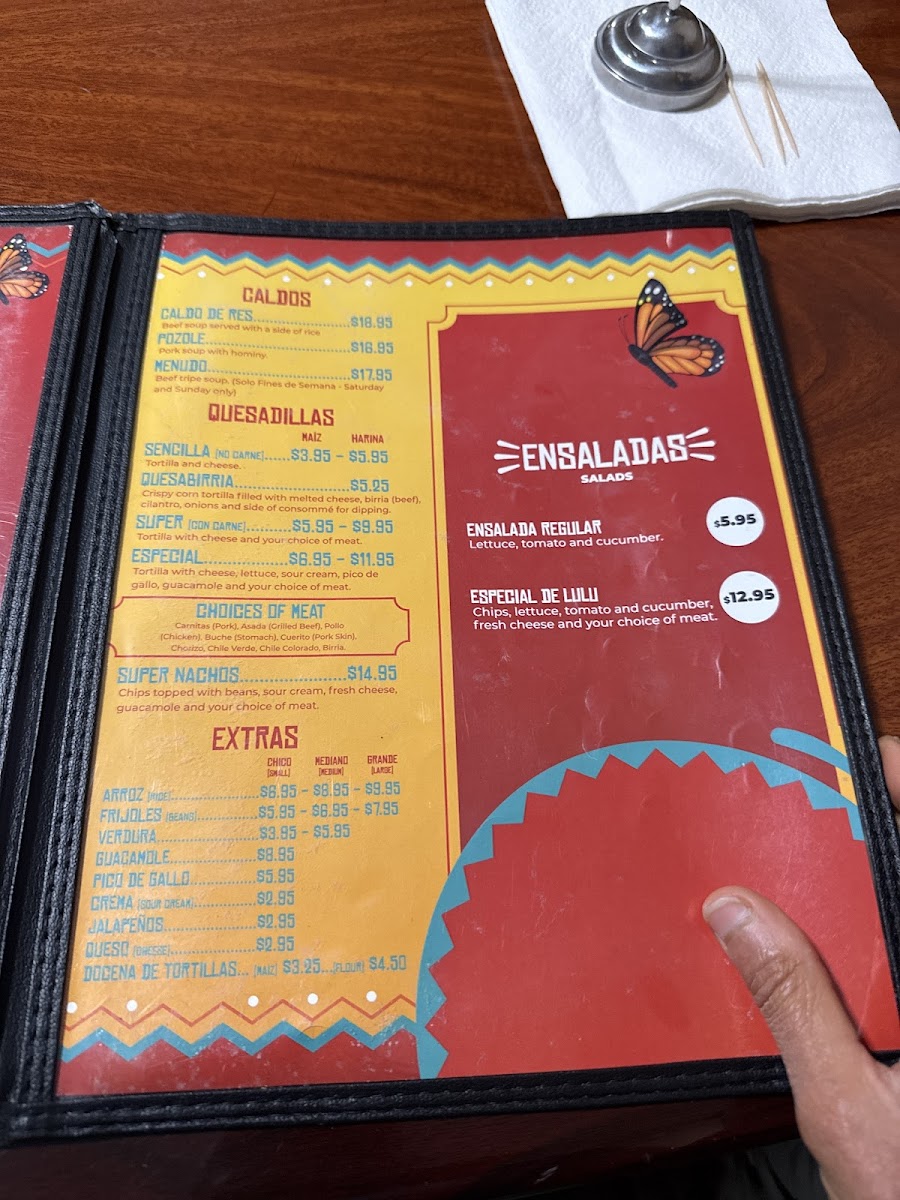 CALDOS
CALDO DE RES..........................$18.95
Beef soup served with a side of rice
POZOLE......................................$16.95
Pork soup with hominy.
MENUDO.....................................$17.95
Beef tripe soup. (Solo Fines de Semana - Saturday
and Sunday only)
QUESADILLAS
MAÍZ HARINA
SENCILLA (NO CARNE)......$3.95 - $5.95
Tortilla and cheese.
QUESABIRRIA.............................$5.25
Crispy corn tortilla filled with melted cheese, birria (beef),
cilantro, onions and side of consommé for dipping.
SUPER (CON CARNE)..........$5.95 - $9.95
Tortilla with cheese and your choice of meat.
ESPECIAL...................$6.95 - $11.95
Tortilla with cheese, lettuce, sour cream, pico de
gallo, guacamole and your choice of meat.
CHOICES OF MEAT
Carnitas (Pork), Asada (Grilled Beef), Pollo
(Chicken), Buche (Stomach), Cuerito (Pork Skin),
Chorizo, Chile Verde, Chile Colorado, Birria.
SUPER NACHOS.......................$14.95
Chips topped with beans, sour cream, fresh cheese,
guacamole and your choice of meat.
EXTRAS
CHICO MEDIANO GRANDE
(SMALL) (MEDIUM) (LARGE)
ARROZ (RICE)....................$6.95 - $8.95 - $9.95
FRIJOLES (BEANS)..............$5.95 - $6.95 - $7.95
VERDURA.......................$3.95 - $5.95
GUACAMOLE....................$8.95
PICO DE GALLO...............$5.95
CREMA (SOUR CREAM)...............$2.95
JALAPEÑOS.....................$2.95
QUESO (CHEESE)....................$2.95
DOCENA DE TORTILLAS... (MAIZ) $3.25...(FLOUR) $4.50
ENSALADAS
SALADS
ENSALADA REGULAR $5.95
Lettuce, tomato and cucumber.
ESPECIAL DE LULU $12.95
Chips, lettuce, tomato and cucumber,
fresh cheese and your choice of meat.